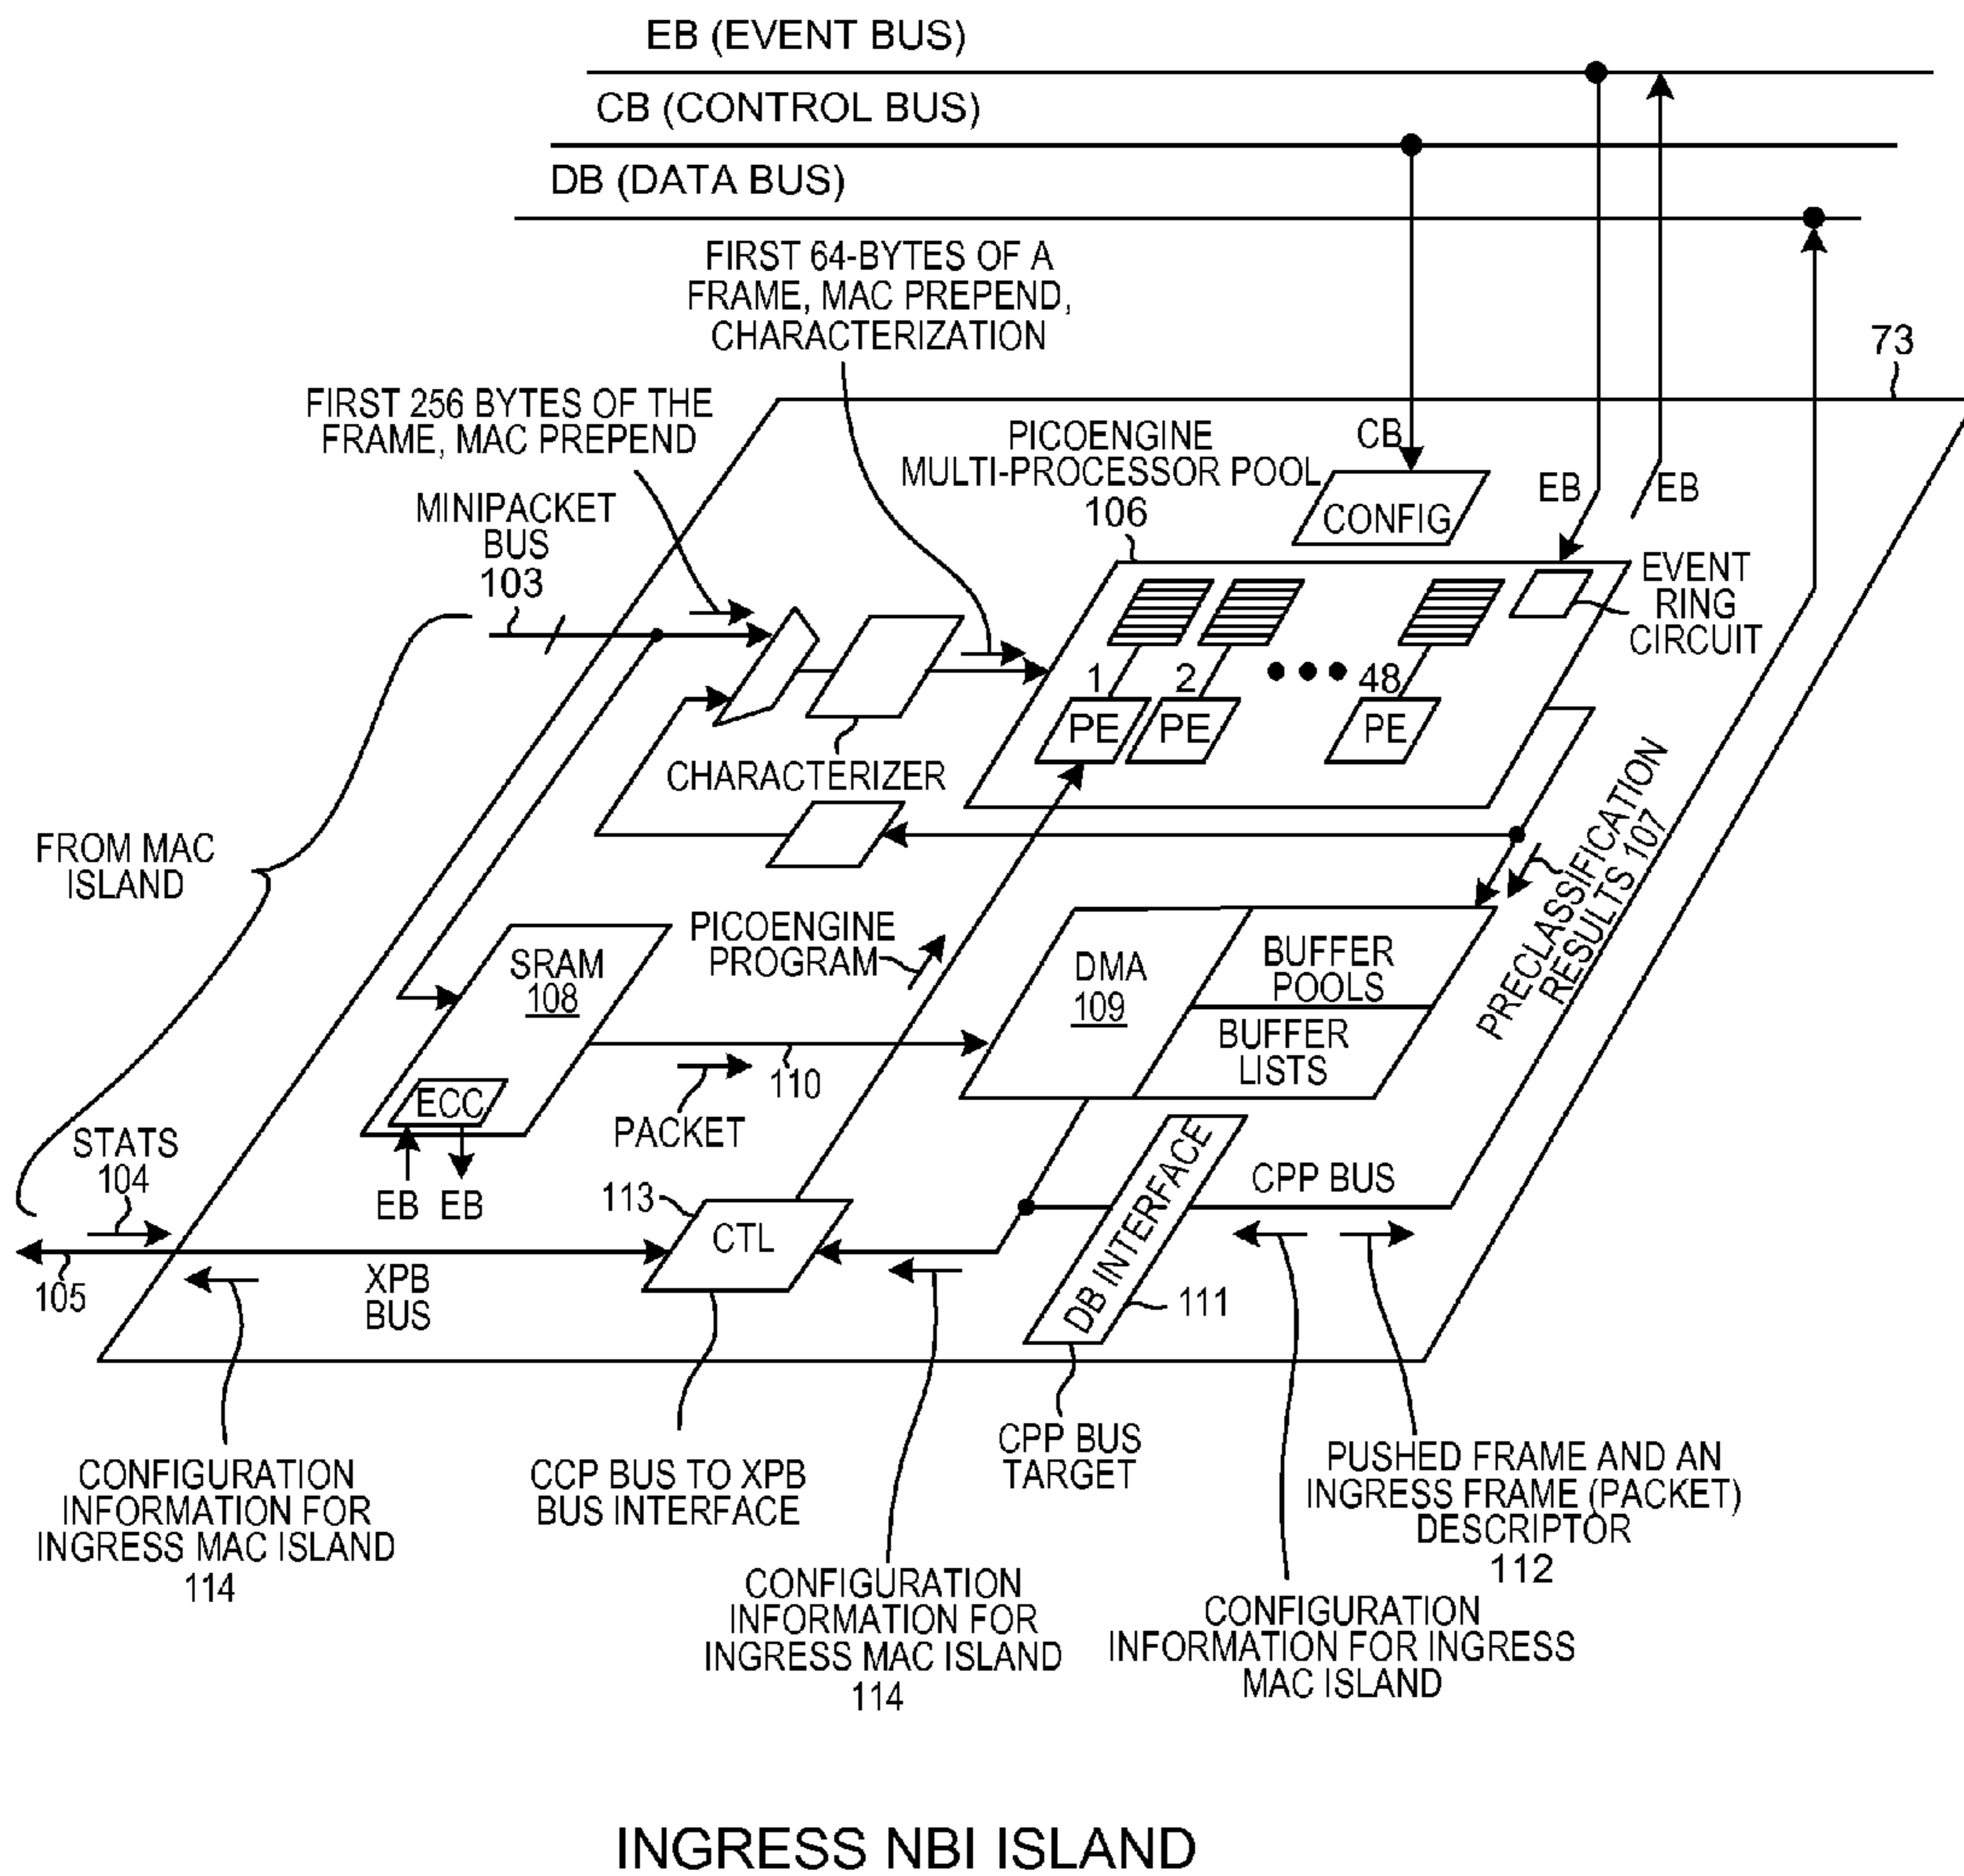 EB (EVENT BUS)
CB (CONTROL BUS)
DB (DATA BUS)
FIRST 64-BYTES OF A
FRAME, MAC PREPEND,
CHARACTERIZATION
73
FIRST 256 BYTES OF THE
FRAME, MAC PREPEND
MINIPACKET
BUS
103
PICOENGINE
MULTI-PROCESSOR POOL
106
CB
CONFIG
EB
EB
EVENT
RING
CIRCUIT
1
2
48
PE
PE
PE
CHARACTERIZER
FROM MAC
ISLAND
PRECLASSIFICATION
RESULTS 107
SRAM
108
ECC
EB
EB
PICOENGINE
PROGRAM
DMA
109
BUFFER
POOLS
BUFFER
LISTS
110
PACKET
STATS
104
105
XPB
BUS
113
CTL
DB INTERFACE
111
CPP BUS
CONFIGURATION
INFORMATION FOR
INGRESS MAC ISLAND
114
CCP BUS TO XPB
BUS INTERFACE
CONFIGURATION
INFORMATION FOR
INGRESS MAC ISLAND
114
CPP BUS
TARGET
CONFIGURATION
INFORMATION FOR INGRESS
MAC ISLAND
PUSHED FRAME AND AN
INGRESS FRAME (PACKET)
DESCRIPTOR
112
INGRESS NBI ISLAND